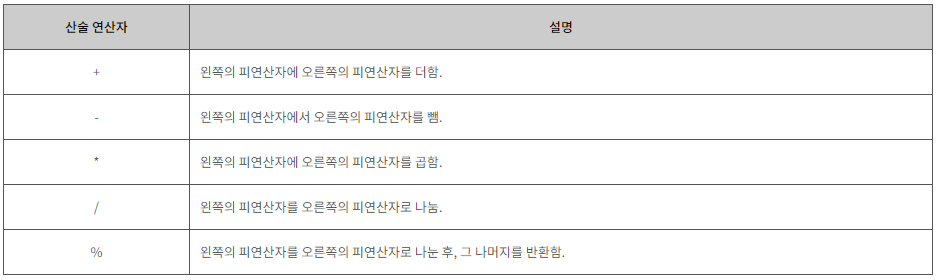 산술 연산자 설명
+ 왼쪽의 피연산자에 오른쪽의 피연산자를 더함.
- 왼쪽의 피연산자에서 오른쪽의 피연산자를 뺌.
* 왼쪽의 피연산자에 오른쪽의 피연산자를 곱함.
/ 왼쪽의 피연산자를 오른쪽의 피연산자로 나눔.
% 왼쪽의 피연산자를 오른쪽의 피연산자로 나눈 후, 그 나머지를 반환함.